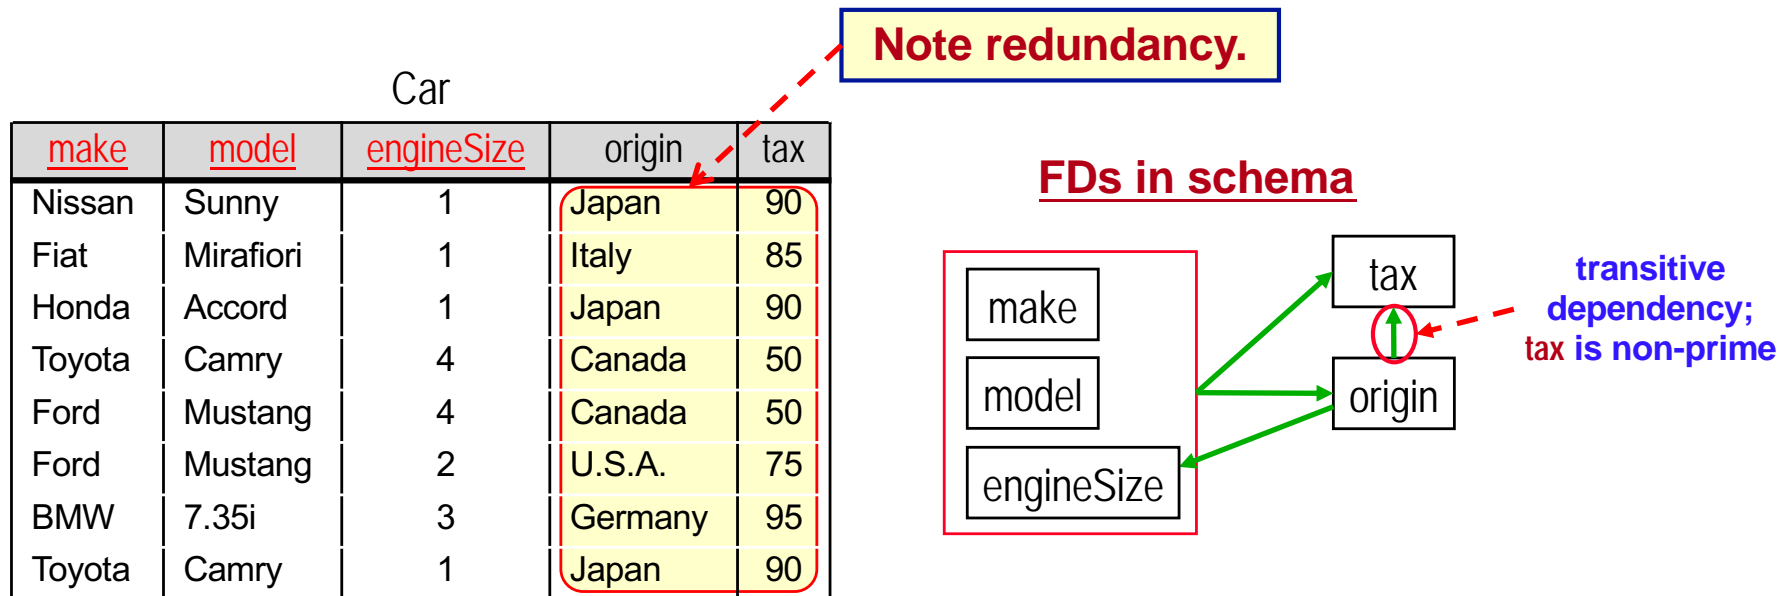 Note redundancy.
Car
make model engineSize origin tax
Nissan Sunny 1 Japan 90
Fiat Mirafiori 1 Italy 85
Honda Accord 1 Japan 90
Toyota Camry 4 Canada 50
Ford Mustang 4 Canada 50
Ford Mustang 2 U.S.A. 75
BMW 7.35i 3 Germany 95
Toyota Camry 1 Japan 90
FDs in schema
make
model
engineSize
tax
origin
transitive
dependency;
tax is non-prime